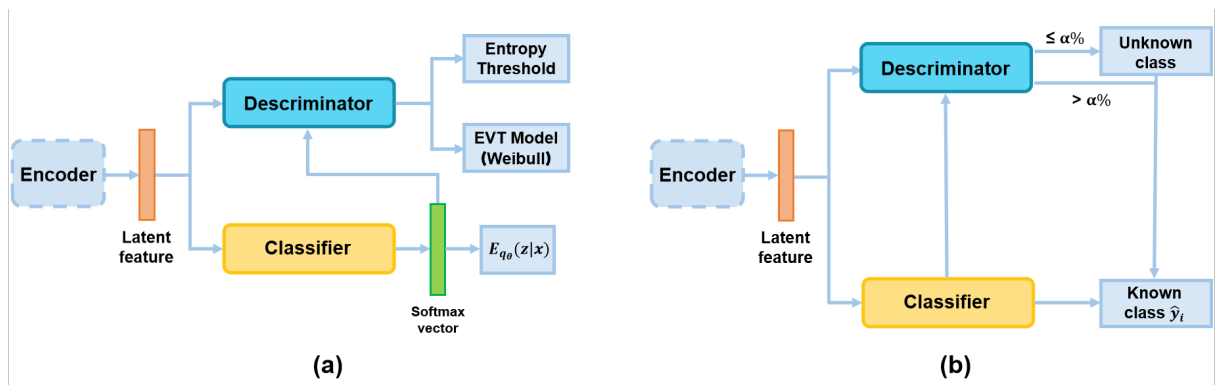 Encoder
Latent
feature
Descriminator
Classifier
Entropy
Threshold
EVT Model
(Weibull)
Softmax
vector
E_{q_θ}(z|x)
(a)
Encoder
Latent
feature
Descriminator
Classifier
≤ α%
> α%
Unknown
class
Known
class ŷ_i
(b)